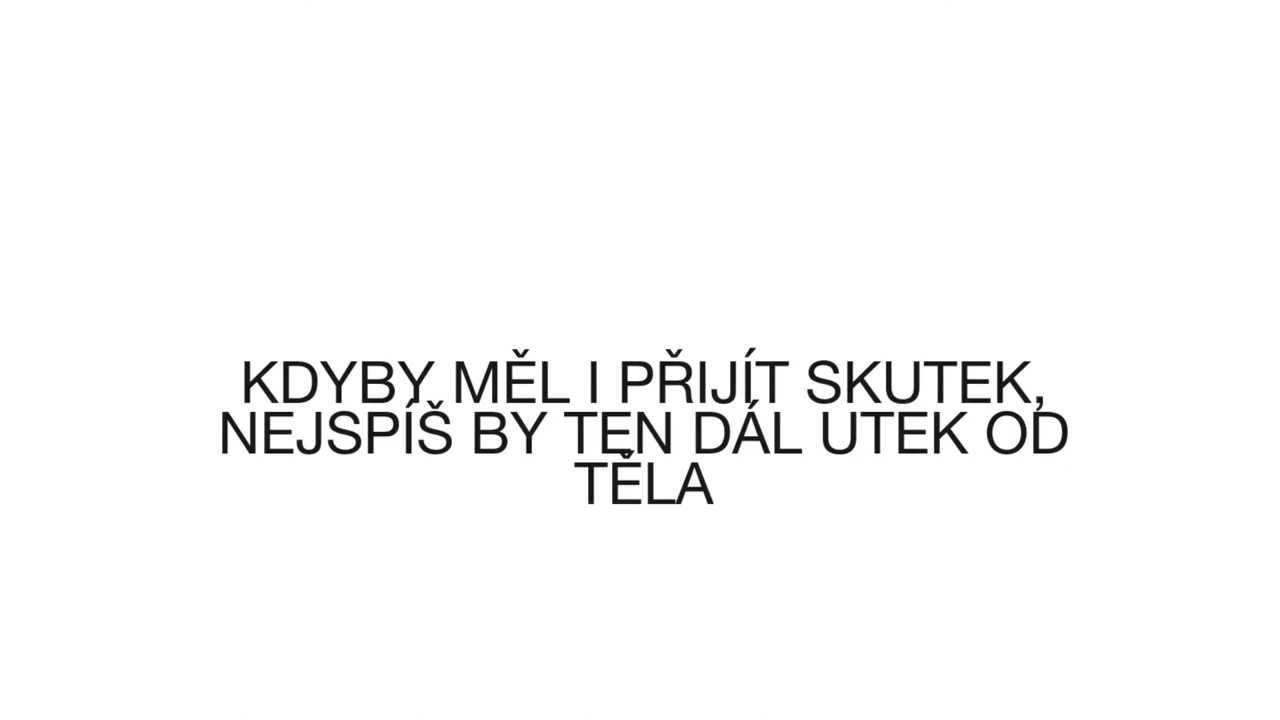 KDYBY MĚL I PŘIJÍT SKUTEK,
NEJSPÍŠ BY TEN DÁL UTEK OD
TĚLA